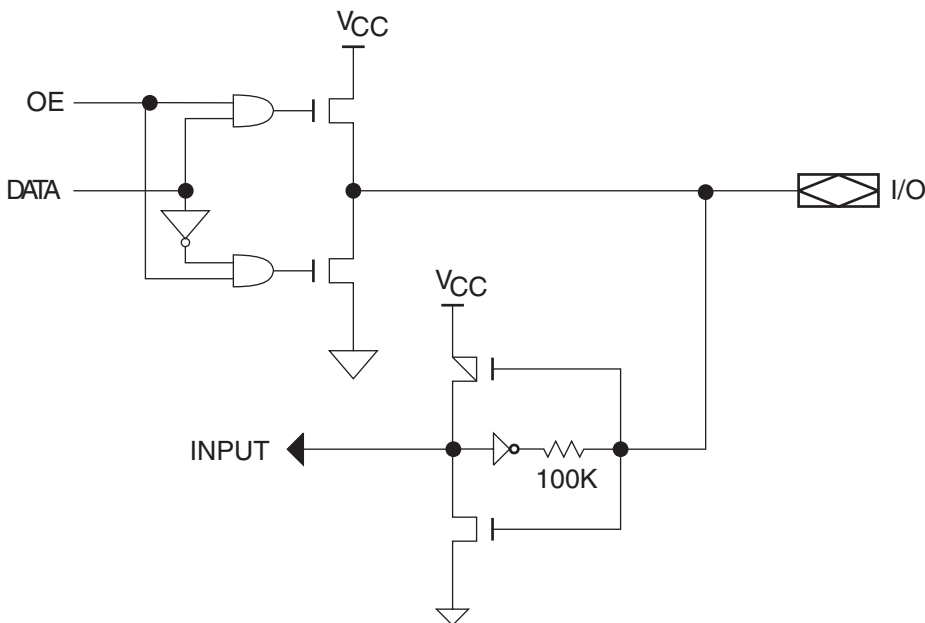 VCC
OE
DATA
I/O
VCC
INPUT
100K